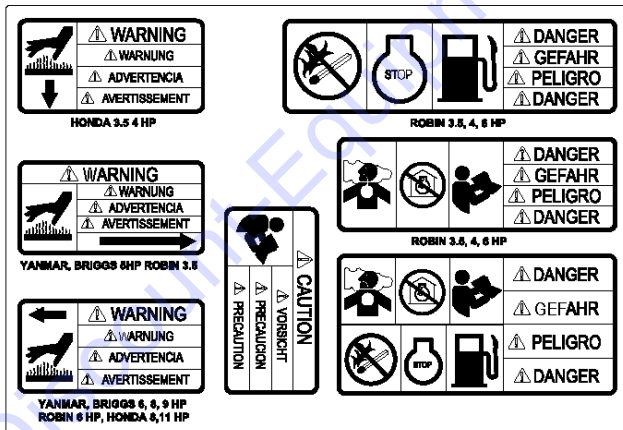 ⚠ WARNING
⚠ WARNUNG
⚠ ADVERTENCIA
⚠ AVERTISSEMENT
HONDA 3.5 4 HP
STOP
⚠ DANGER
⚠ GEFAHR
⚠ PELIGRO
⚠ DANGER
ROBIN 3.5, 4, 6 HP
⚠ WARNING
⚠ WARNUNG
⚠ ADVERTENCIA
⚠ AVERTISSEMENT
YANMAR, BRIGGS 5HP ROBIN 3.5
⚠ DANGER
⚠ GEFAHR
⚠ PELIGRO
⚠ DANGER
ROBIN 3.5, 4, 6 HP
⚠ CAUTION
⚠ VORSICHT
⚠ PRECAUCION
⚠ PRECAUTION
⚠ WARNING
⚠ WARNUNG
⚠ ADVERTENCIA
⚠ AVERTISSEMENT
YANMAR, BRIGGS 6, 8, 9 HP
ROBIN 6 HP, HONDA 8,11 HP
STOP
⚠ DANGER
⚠ GEFAHR
⚠ PELIGRO
⚠ DANGER
Discount-Equipment